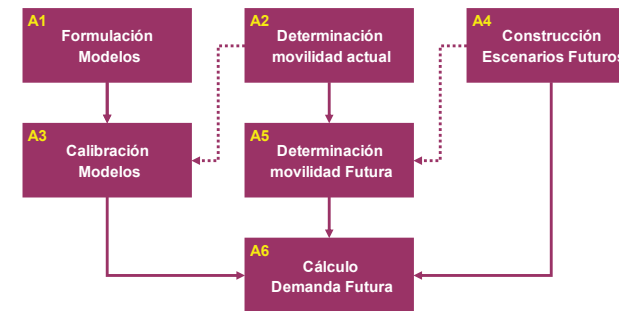 A1
Formulación
Modelos
A2
Determinación
movilidad actual
A4
Construcción
Escenarios Futuros
A3
Calibración
Modelos
A5
Determinación
movilidad Futura
A6
Cálculo
Demanda Futura